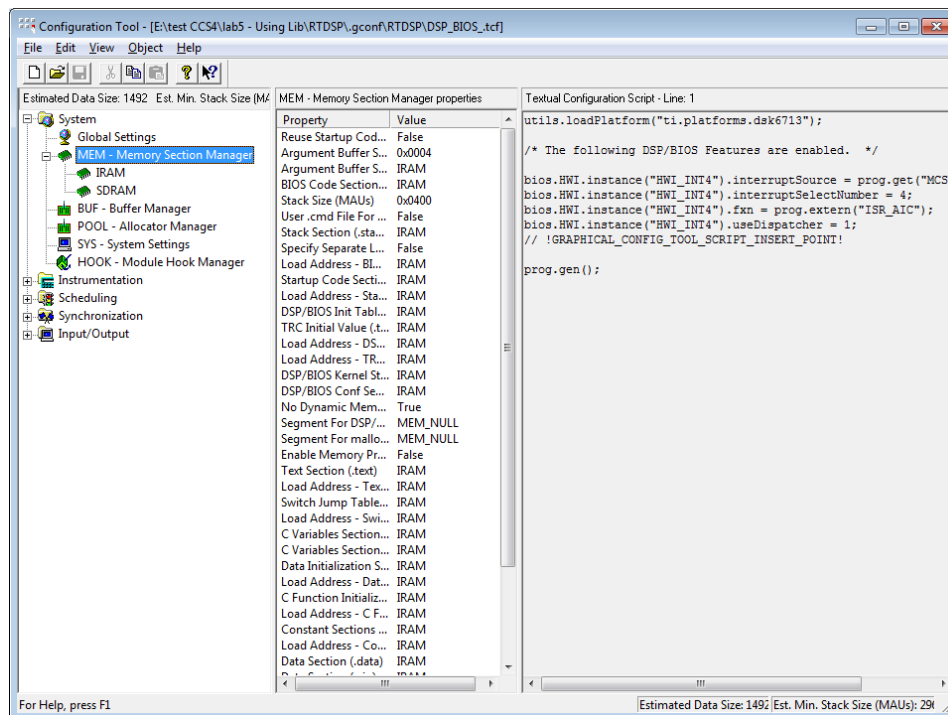 Configuration Tool - [E:\test CCS4\lab5 - Using Lib\RTDSP\.gconf\RTDSP\DSP_BIOS_.tcf]
File Edit View Object Help
Estimated Data Size: 1492 Est. Min. Stack Size (MA
System
Global Settings
MEM - Memory Section Manager
IRAM
SDRAM
BUF - Buffer Manager
POOL - Allocator Manager
SYS - System Settings
HOOK - Module Hook Manager
Instrumentation
Scheduling
Synchronization
Input/Output
MEM - Memory Section Manager properties
Property Value
Reuse Startup Cod... False
Argument Buffer S... 0x0004
Argument Buffer S... IRAM
BIOS Code Section... IRAM
Stack Size (MAUs) 0x0400
User .cmd File For ... False
Stack Section (.sta... IRAM
Specify Separate L... False
Load Address - BI... IRAM
Startup Code Secti... IRAM
Load Address - Sta... IRAM
DSP/BIOS Init Tabl... IRAM
TRC Initial Value (.t... IRAM
Load Address - DS... IRAM
Load Address - TR... IRAM
DSP/BIOS Kernel St... IRAM
DSP/BIOS Conf Se... IRAM
No Dynamic Mem... True
Segment For DSP/... MEM_NULL
Segment For mallo... MEM_NULL
Enable Memory Pr... False
Text Section (.text) IRAM
Load Address - Tex... IRAM
Switch Jump Table... IRAM
Load Address - Swi... IRAM
C Variables Section... IRAM
C Variables Section... IRAM
Data Initialization S... IRAM
Load Address - Dat... IRAM
C Function Initializ... IRAM
Load Address - C F... IRAM
Constant Sections ... IRAM
Load Address - Co... IRAM
Data Section (.data) IRAM
Textual Configuration Script - Line: 1
utils.loadPlatform("ti.platforms.dsk6713");
/* The following DSP/BIOS Features are enabled. */
bios.HWI.instance("HWI_INT4").interruptSource = prog.get("MCS
bios.HWI.instance("HWI_INT4").interruptSelectNumber = 4;
bios.HWI.instance("HWI_INT4").fxn = prog.extern("ISR_AIC");
bios.HWI.instance("HWI_INT4").useDispatcher = 1;
// !GRAPHICAL_CONFIG_TOOL_SCRIPT_INSERT_POINT!
prog.gen();
For Help, press F1
Estimated Data Size: 1492 Est. Min. Stack Size (MAUs): 296